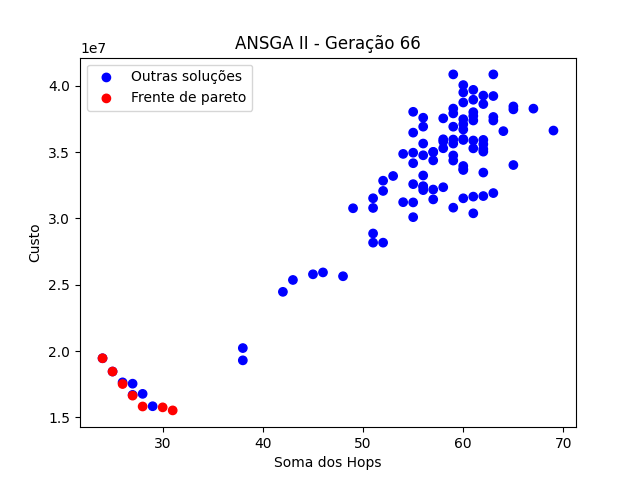 ANSGA II - Geração 66
1e7
Outras soluções
Frente de pareto
4.0
3.5
3.0
2.5
2.0
1.5
Custo
30 40 50 60 70
Soma dos Hops